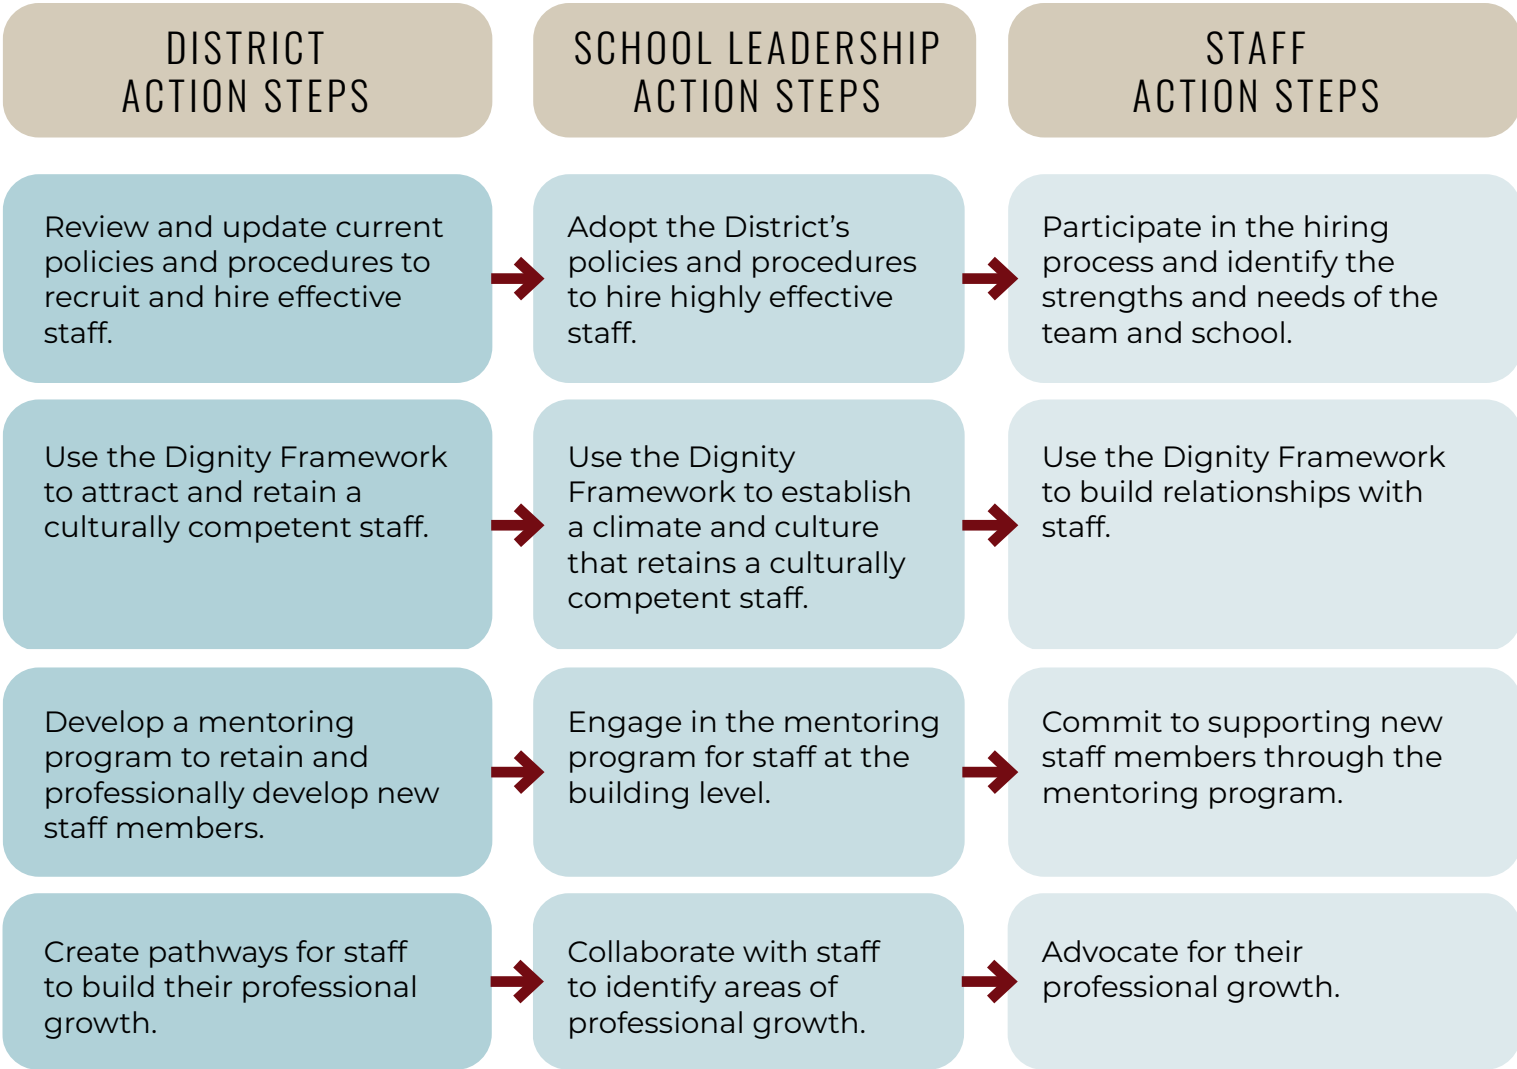 DISTRICT
ACTION STEPS
SCHOOL LEADERSHIP
ACTION STEPS
STAFF
ACTION STEPS
Review and update current
policies and procedures to
recruit and hire effective
staff.
Adopt the District’s
policies and procedures
to hire highly effective
staff.
Participate in the hiring
process and identify the
strengths and needs of the
team and school.
Use the Dignity Framework
to attract and retain a
culturally competent staff.
Use the Dignity
Framework to establish
a climate and culture
that retains a culturally
competent staff.
Use the Dignity Framework
to build relationships with
staff.
Develop a mentoring
program to retain and
professionally develop new
staff members.
Engage in the mentoring
program for staff at the
building level.
Commit to supporting new
staff members through the
mentoring program.
Create pathways for staff
to build their professional
growth.
Collaborate with staff
to identify areas of
professional growth.
Advocate for their
professional growth.